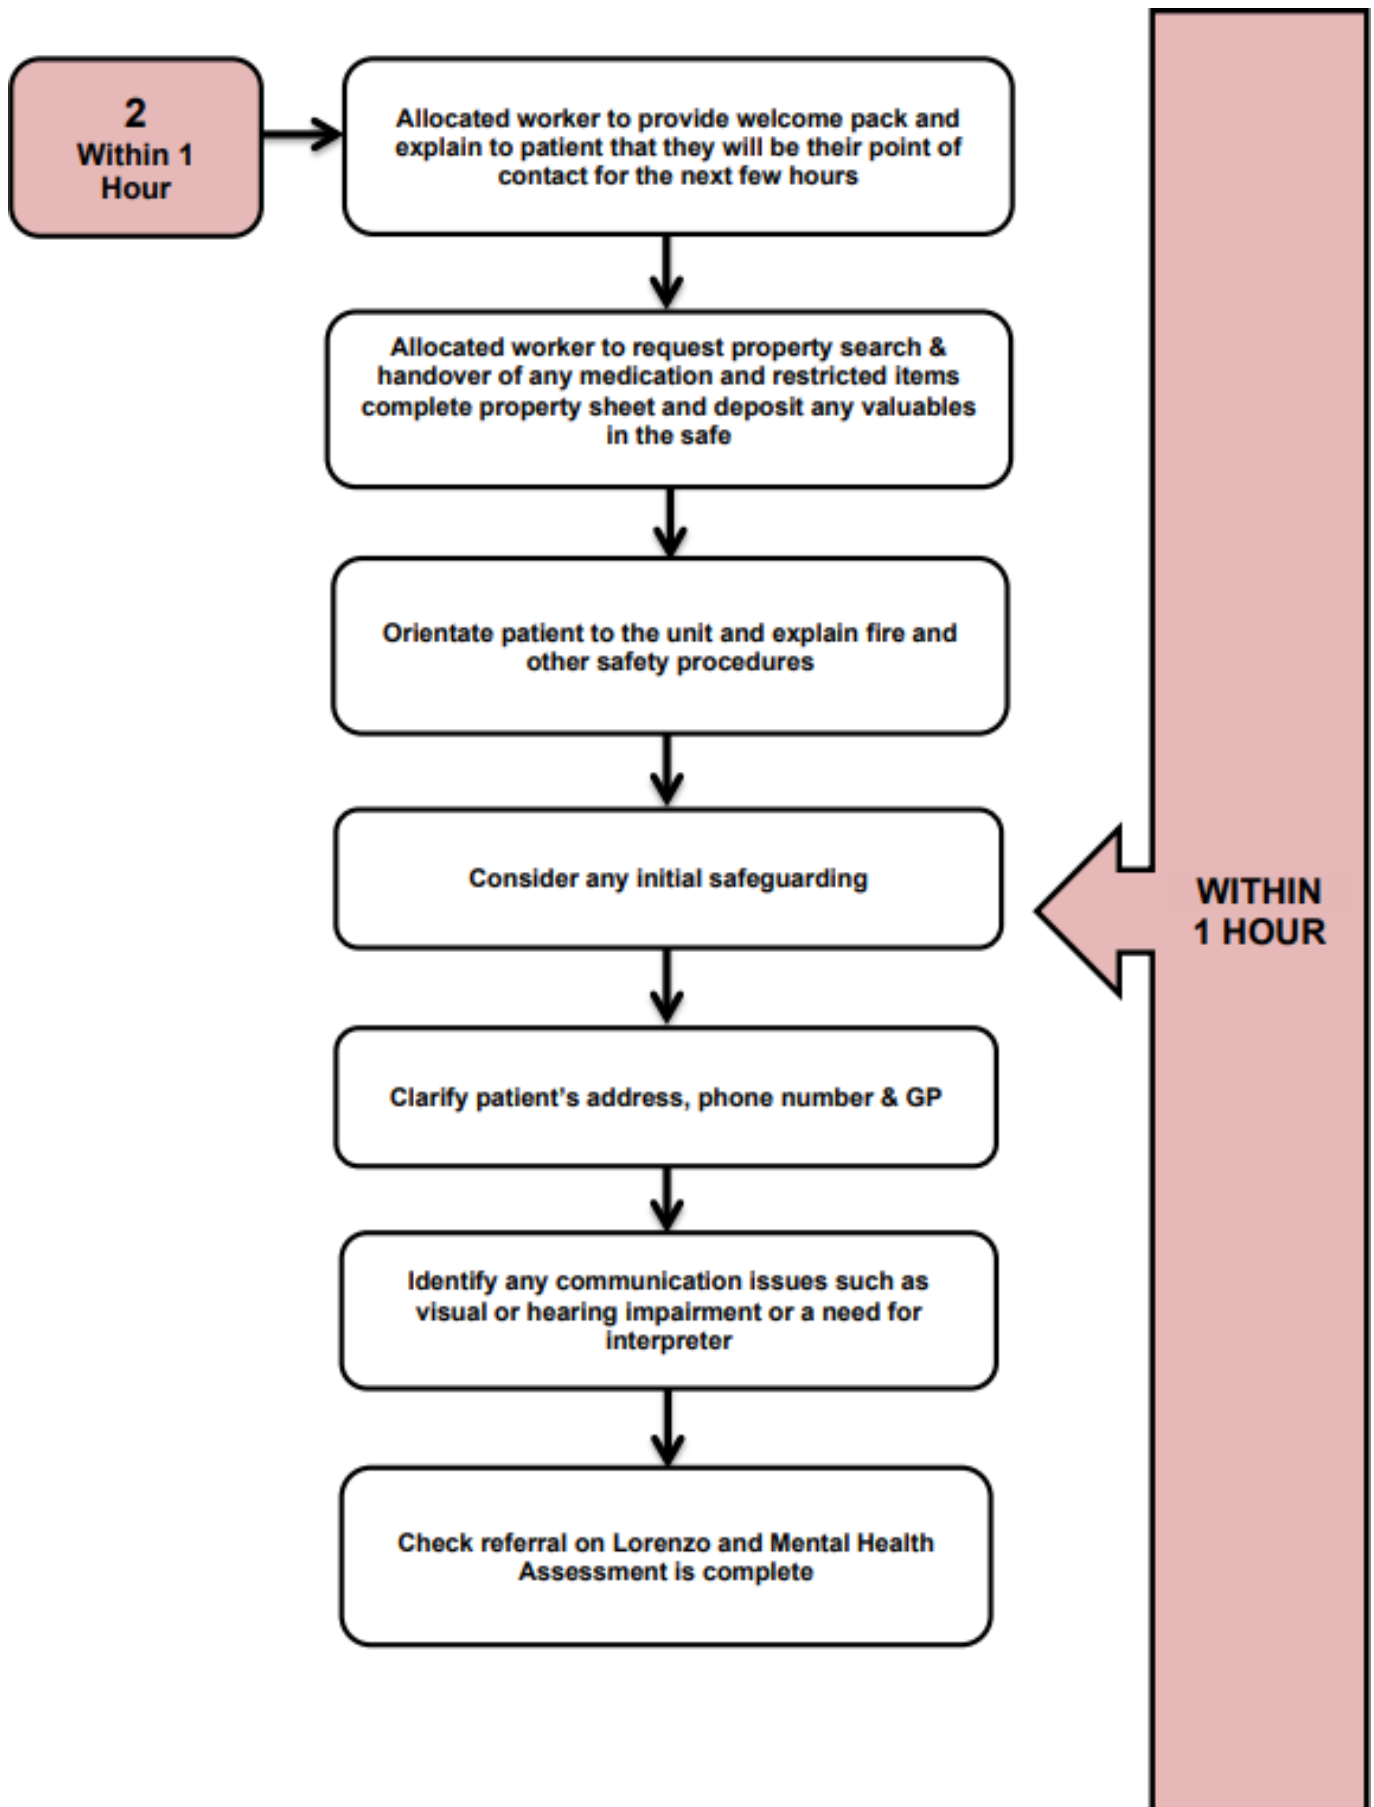 2
Within 1
Hour
Allocated worker to provide welcome pack and
explain to patient that they will be their point of
contact for the next few hours
Allocated worker to request property search &
handover of any medication and restricted items
complete property sheet and deposit any valuables
in the safe
Orientate patient to the unit and explain fire and
other safety procedures
Consider any initial safeguarding
WITHIN
1 HOUR
Clarify patient’s address, phone number & GP
Identify any communication issues such as
visual or hearing impairment or a need for
interpreter
Check referral on Lorenzo and Mental Health
Assessment is complete